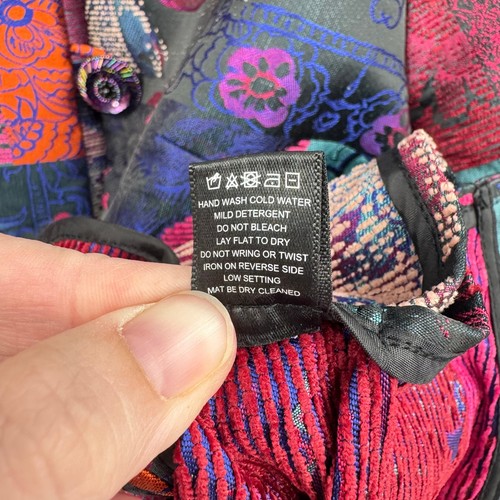 HAND WASH COLD WATER
MILD DETERGENT
DO NOT BLEACH
LAY FLAT TO DRY
DO NOT WRING OR TWIST
IRON ON REVERSE SIDE
LOW SETTING
MAT BE DRY CLEANED